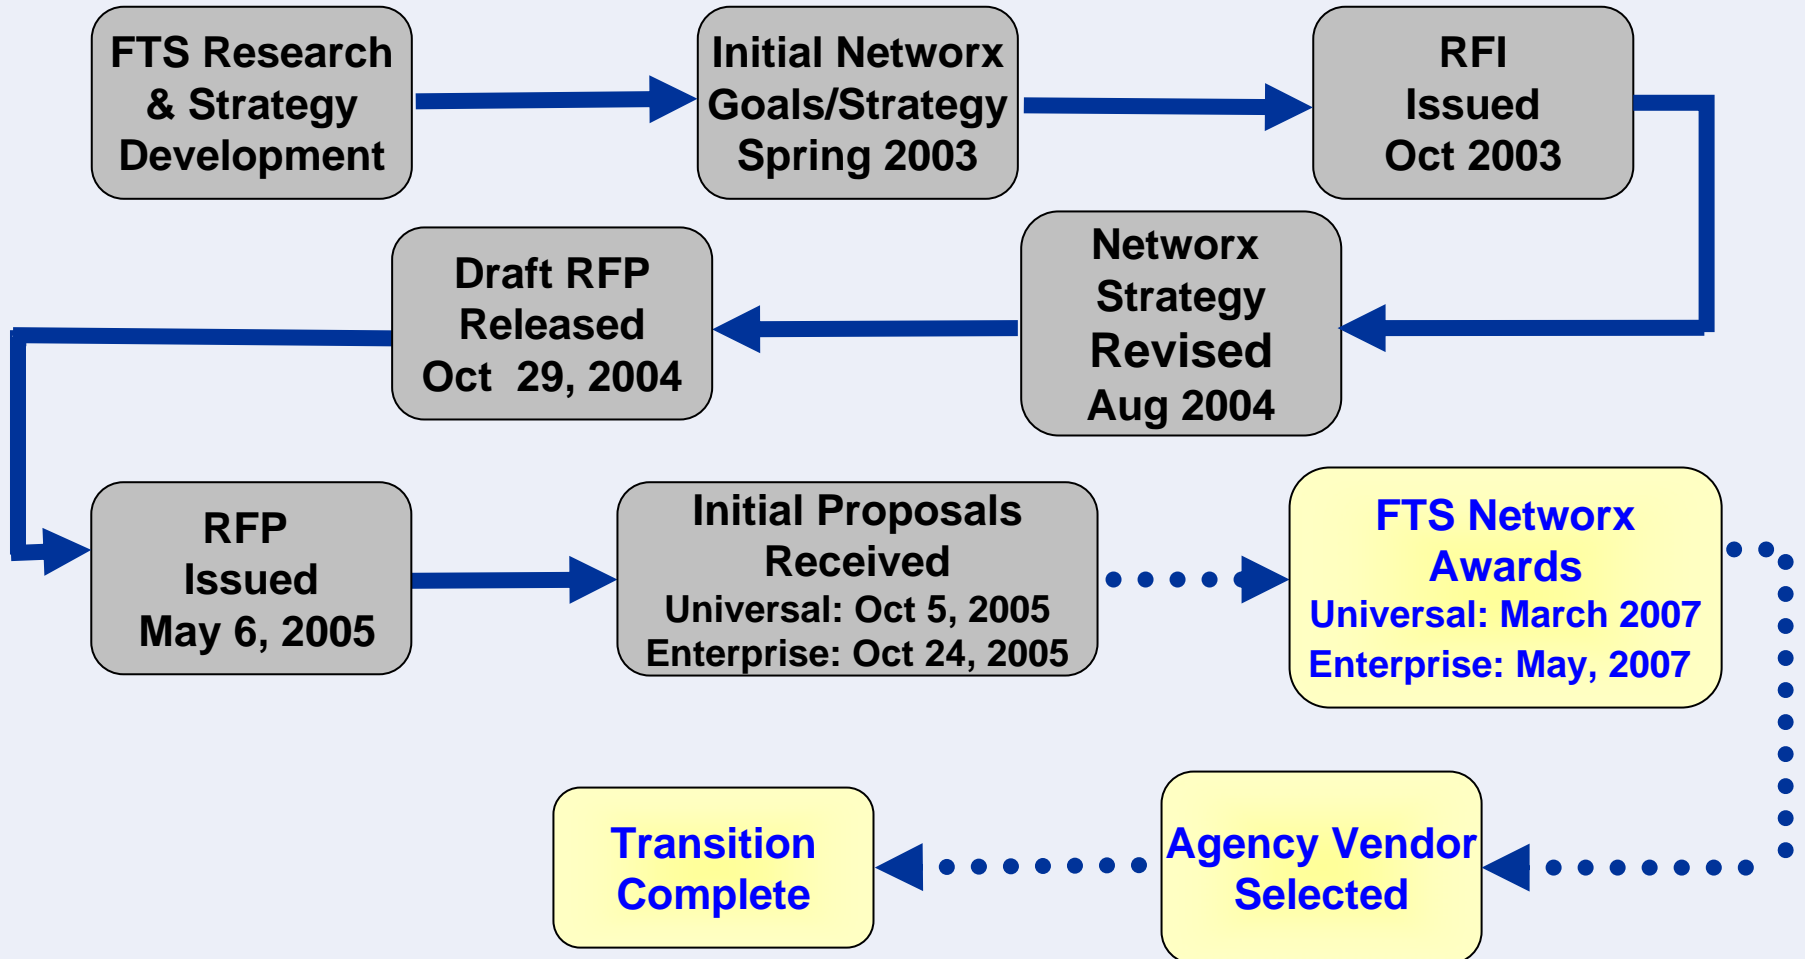 FTS Research
& Strategy
Development
Initial Networx
Goals/Strategy
Spring 2003
RFI
Issued
Oct 2003
Networx
Strategy
Revised
Aug 2004
Draft RFP
Released
Oct  29, 2004
RFP
Issued
May 6, 2005
Initial Proposals
Received
Universal: Oct 5, 2005
Enterprise: Oct 24, 2005
FTS Networx
Awards
Universal: March 2007
Enterprise: May, 2007
Agency Vendor
Selected
Transition
Complete